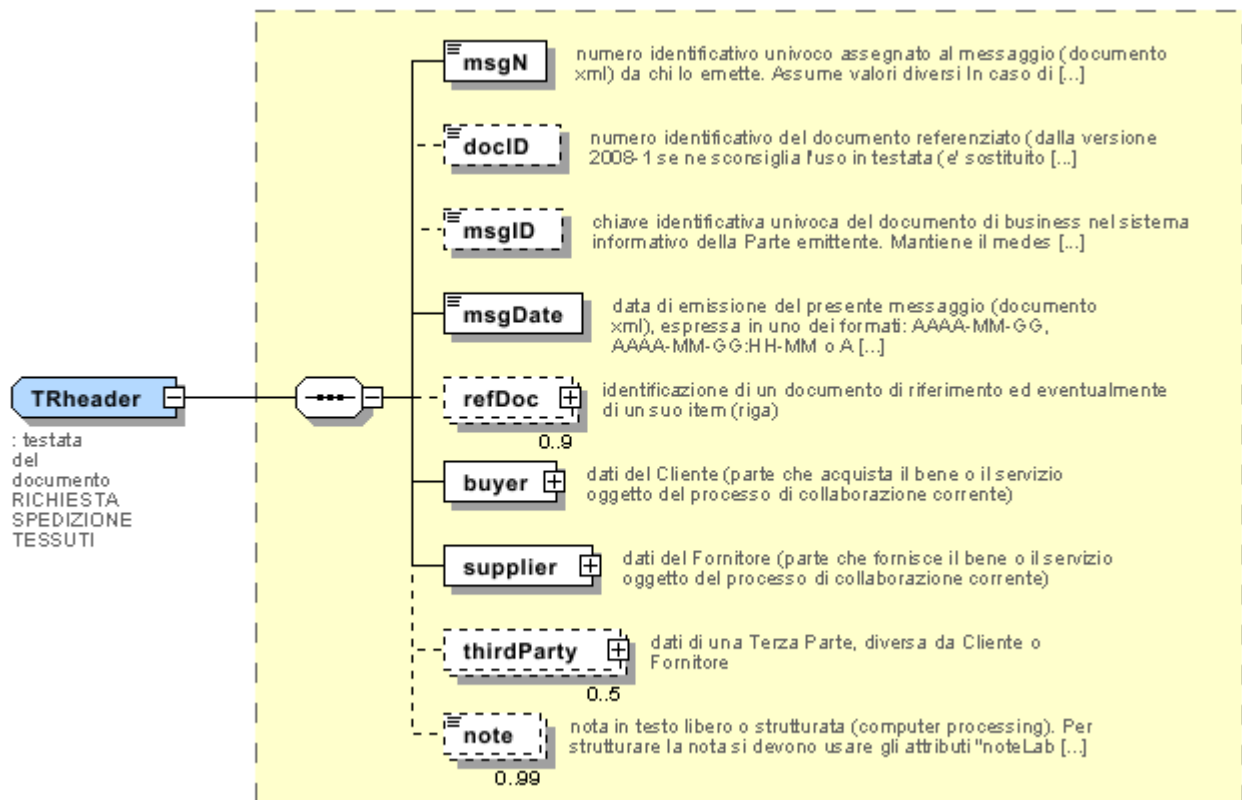 msgN
numero identificativo univoco assegnato al messaggio (documento
xml) da chi lo emette. Assume valori diversi In caso di [...]
docID
numero identificativo del documento referenziato (dalla versione
2008-1 se ne sconsiglia l'uso in testata (e' sostituito [...]
msgID
chiave identificativa univoca del documento di business nel sistema
informativo della Parte emittente. Mantiene il medes [...]
msgDate
data di emissione del presente messaggio (documento
xml), espressa in uno dei formati: AAAA-MM-GG,
AAAA-MM-GG:HH-MM o A [...]
TRheader
: testata
del
documento
RICHIESTA
SPEDIZIONE
TESSUTI
refDoc
identificazione di un documento di riferimento ed eventualmente
di un suo item (riga)
0..9
buyer
dati del Cliente (parte che acquista il bene o il servizio
oggetto del processo di collaborazione corrente)
supplier
dati del Fornitore (parte che fornisce il bene o il servizio
oggetto del processo di collaborazione corrente)
thirdParty
dati di una Terza Parte, diversa da Cliente o
Fornitore
0..5
note
nota in testo libero o strutturata (computer processing). Per
strutturare la nota si devono usare gli attributi "noteLab [...]
0..99